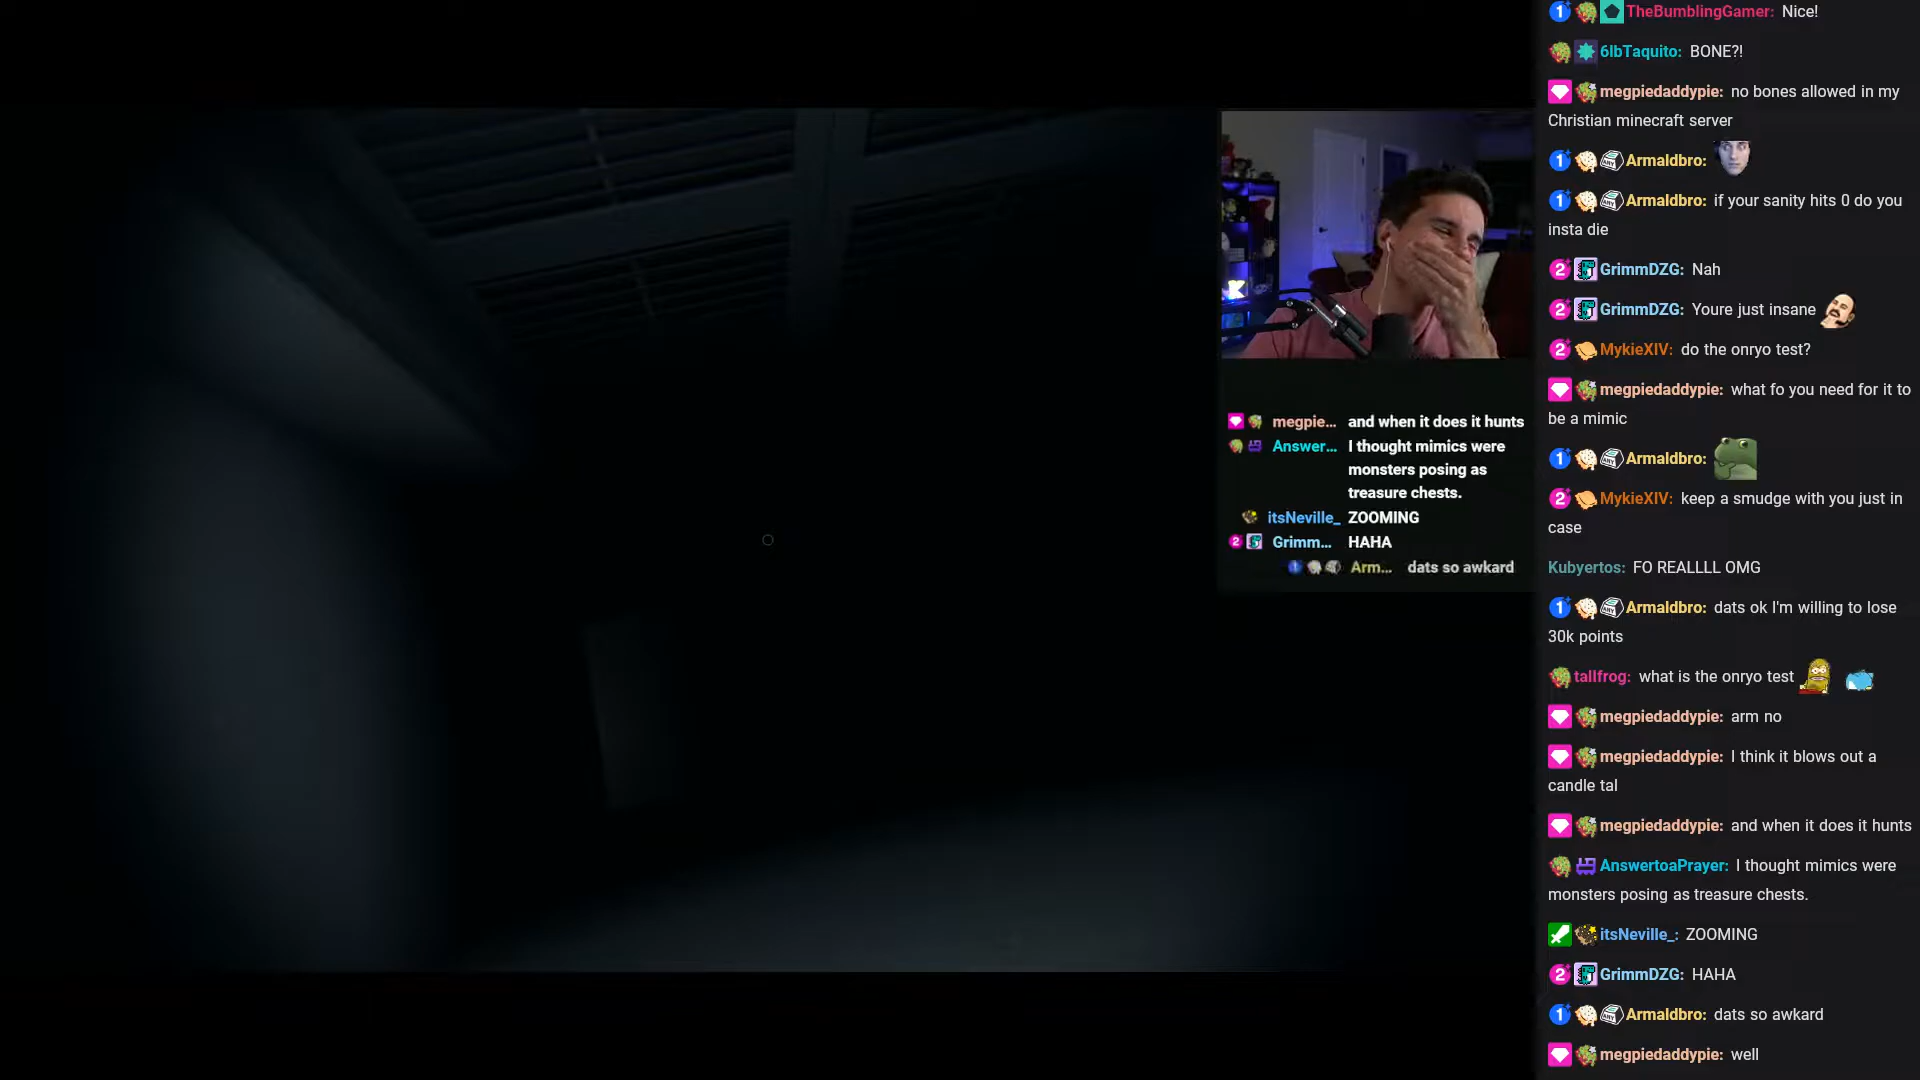 TheBumblingGamer: Nice!
6lbTaquito: BONE?!
megpiedaddypie: no bones allowed in my
Christian minecraft server
Armaldbro:
Armaldbro: if your sanity hits 0 do you
insta die
GrimmDZG: Nah
GrimmDZG: Youre just insane
MykieXIV: do the onryo test?
megpiedaddypie: what fo you need for it to
be a mimic
Armaldbro:
MykieXIV: keep a smudge with you just in
case
Kubyertos: FO REALLLL OMG
Armaldbro: dats ok I'm willing to lose
30k points
tallfrog: what is the onryo test
megpiedaddypie: arm no
megpiedaddypie: I think it blows out a
candle tal
megpiedaddypie: and when it does it hunts
AnswertoaPrayer: I thought mimics were
monsters posing as treasure chests.
itsNeville_: ZOOMING
GrimmDZG: HAHA
Armaldbro: dats so awkard
megpiedaddypie: well
megpie... and when it does it hunts
Answer... I thought mimics were
monsters posing as
treasure chests.
itsNeville_ ZOOMING
Grimm... HAHA
Arm... dats so awkard